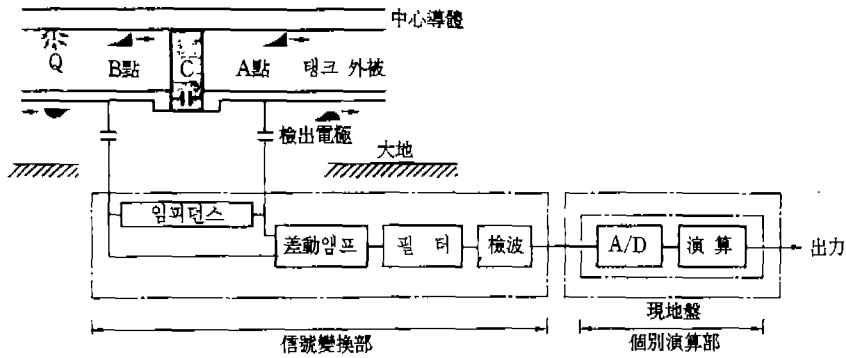 中心導體
Q B點 C A點 탱크 外被
檢出電極
大地
임피던스
差動앰프 필 터 檢波 A/D 演算 出力
現地盤
信號變換部 個別演算部